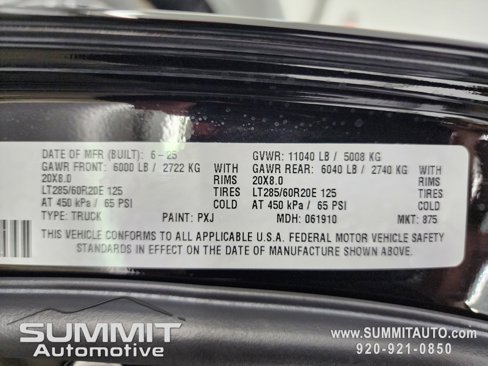 DATE OF MFR (BUILT): 6-25 GVWR: 11040 LB / 5008 KG
GAWR FRONT: 6000 LB / 2722 KG WITH GAWR REAR: 6040 LB / 2740 KG WITH
20X8.0 RIMS 20X8.0 RIMS
LT285/60R20E 125 TIRES LT285/60R20E 125 TIRES
AT 450 kPa / 65 PSI COLD AT 450 kPa / 65 PSI COLD
TYPE: TRUCK PAINT: PXJ MDH: 061910 MKT: 875
THIS VEHICLE CONFORMS TO ALL APPLICABLE U.S.A. FEDERAL MOTOR VEHICLE SAFETY
STANDARDS IN EFFECT ON THE DATE OF MANUFACTURE SHOWN ABOVE.
SUMMIT
Automotive
WWW.SUMMITAUTO.COM
920-921-0850